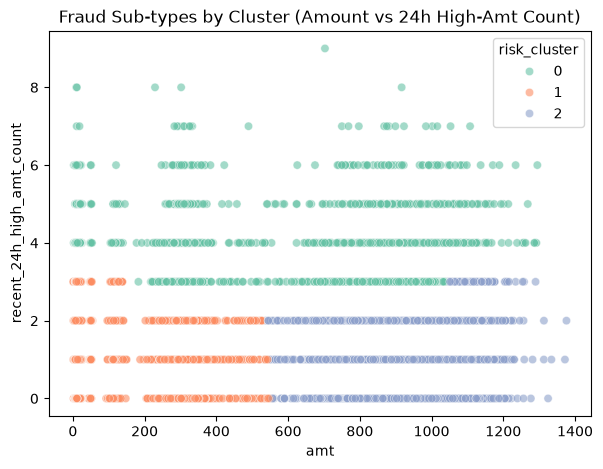 Fraud Sub-types by Cluster (Amount vs 24h High-Amt Count)
risk_cluster
0
1
2
recent_24h_high_amt_count
8
6
4
2
0
0 200 400 600 800 1000 1200 1400
amt